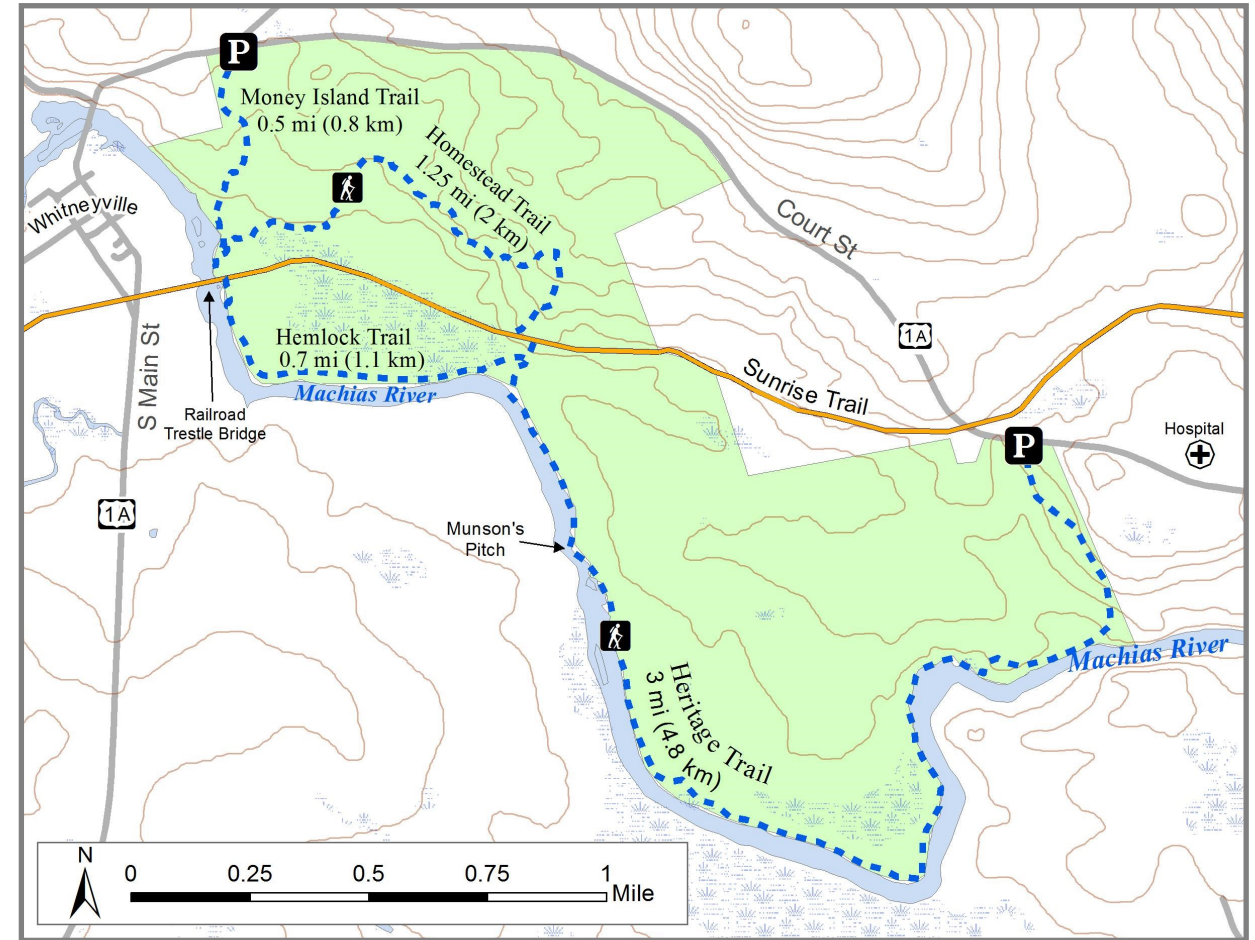 P
Money Island Trail
0.5 mi (0.8 km)
Homestead Trail
1.25 mi (2 km)
Whitneyville
Court St
1A
Hemlock Trail
0.7 mi (1.1 km)
Machias River
Sunrise Trail
S Main St
Railroad
Trestle Bridge
P
Hospital
1A
Munson's
Pitch
Machias River
Heritage Trail
3 mi (4.8 km)
N
0 0.25 0.5 0.75 1
Mile